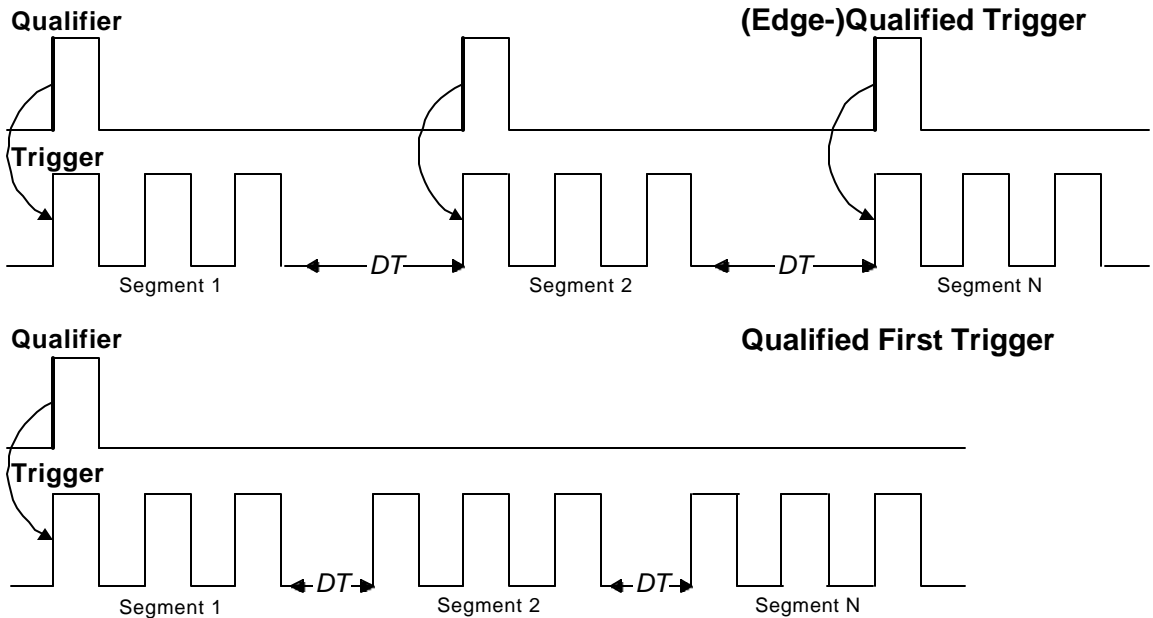 Qualifier
(Edge-)Qualified Trigger
Trigger
DT
DT
Segment 1
Segment 2
Segment N
Qualifier
Qualified First Trigger
Trigger
DT
DT
Segment 1
Segment 2
Segment N